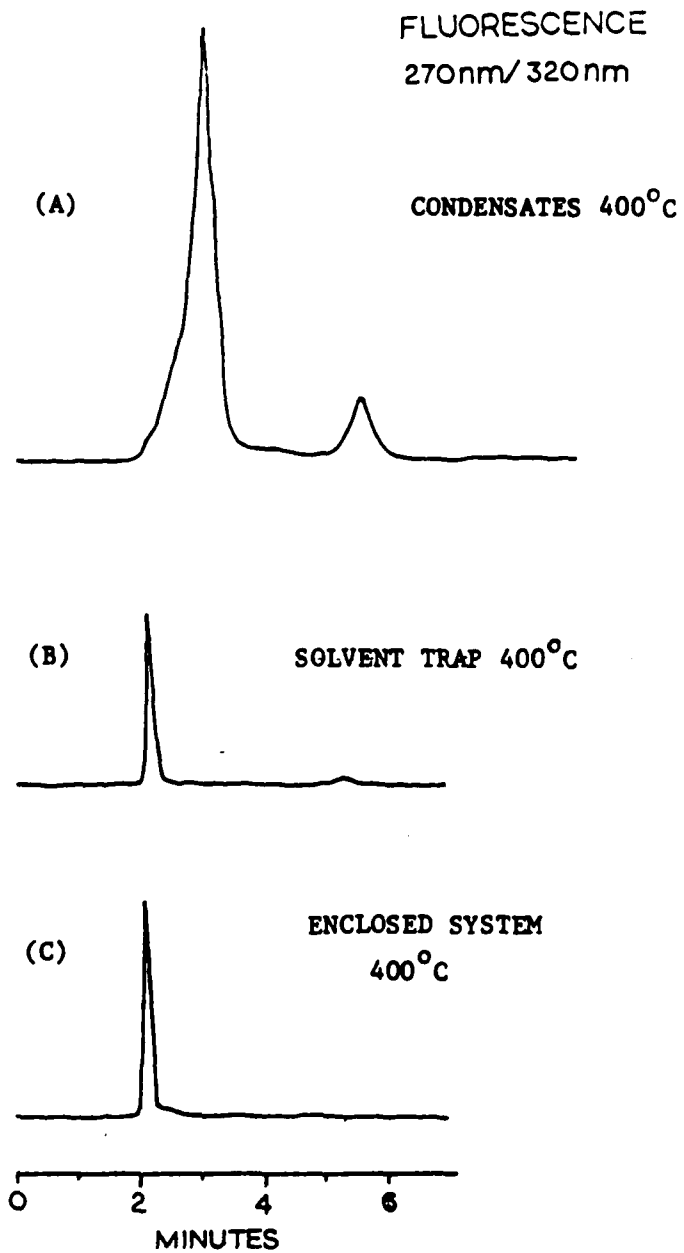 FLUORESCENCE
270nm/320nm
(A)
CONDENSATES 400°C
(B)
SOLVENT TRAP 400°C
(C)
ENCLOSED SYSTEM
400°C
0 2 4 6
MINUTES